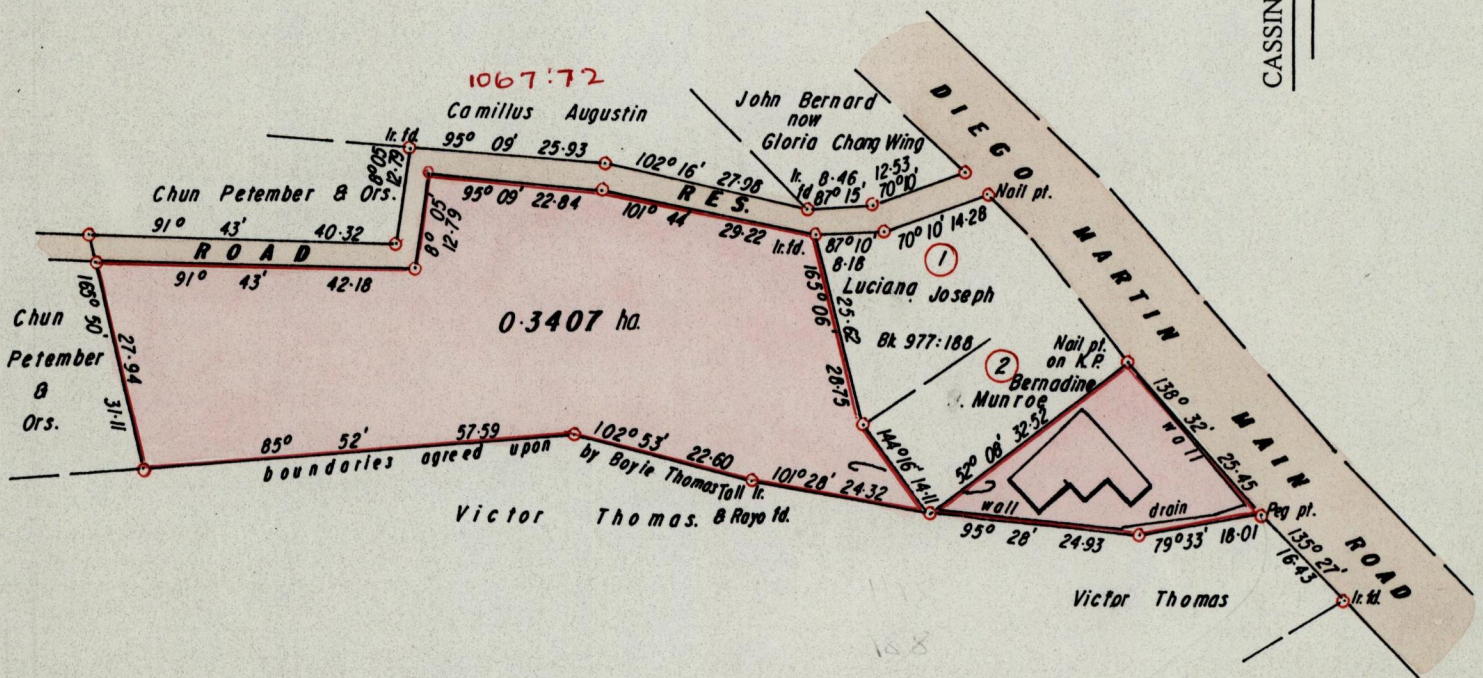 CASSIN
1067:72
Camillus Augustin
John Bernard
now
Gloria Chang Wing
DIEGO MARTIN MAIN ROAD
Ir. fd.
95° 09' 25.93
102° 16' 27.98
Ir. fd
8.46
87° 15'
12.53
70° 10'
Nail pt.
8° 05'
12.79
Chun Petember & Ors.
95° 09' 22.84
RES.
101° 44 29.22
91° 43' 40.32
ROAD
8° 05'
12.79
Ir. fd.
87° 10'
8.18
70° 10' 14.28
1
91° 43' 42.18
Luciana Joseph
165° 06'
25.62
28.75
Chun
Petember
&
Ors.
27.94
31.11
0.3407 ha.
Bk 977:188
Nail pt.
on K.P.
2
Bernadine
Munroe
138° 32'
wall
25.45
52° 08' 32.52
144° 16' 14.11
85° 52' 57.59
boundaries agreed upon by Boyie Thomas
102° 53' 22.60
Tall Ir.
& Rayo fd.
101° 28' 24.32
Victor Thomas.
wall
drain
95° 28' 24.93
79° 33' 18.01
Peg pt.
135° 27'
16.43
Ir. fd.
Victor Thomas